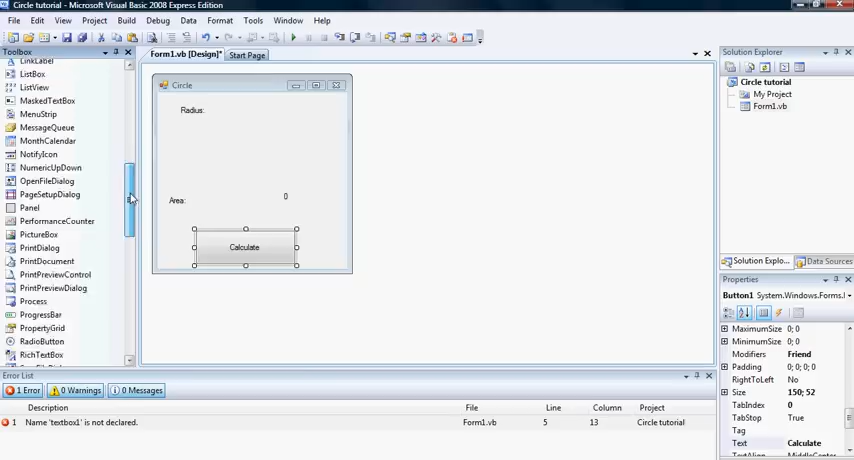 Circle tutorial - Microsoft Visual Basic 2008 Express Edition
File Edit View Project Build Debug Data Format Tools Window Help
Toolbox
LinkLabel
ListBox
ListView
MaskedTextBox
MenuStrip
MessageQueue
MonthCalendar
NotifyIcon
NumericUpDown
OpenFileDialog
PageSetupDialog
Panel
PerformanceCounter
PictureBox
PrintDialog
PrintDocument
PrintPreviewControl
PrintPreviewDialog
Process
ProgressBar
PropertyGrid
RadioButton
RichTextBox
Form1.vb [Design]* Start Page
Circle
Radius:
Area: 0
Calculate
Solution Explorer
Circle tutorial
My Project
Form1.vb
Solution Explo... Data Sources
Properties
Button1 System.Windows.Forms.
MaximumSize 0; 0
MinimumSize 0; 0
Modifiers Friend
Padding 0; 0; 0; 0
RightToLeft No
Size 150; 52
TabIndex 0
TabStop True
Tag
Text Calculate
TextAlign MiddleCenter
Error List
1 Error 0 Warnings 0 Messages
Description File Line Column Project
1 Name 'textbox1' is not declared. Form1.vb 5 13 Circle tutorial